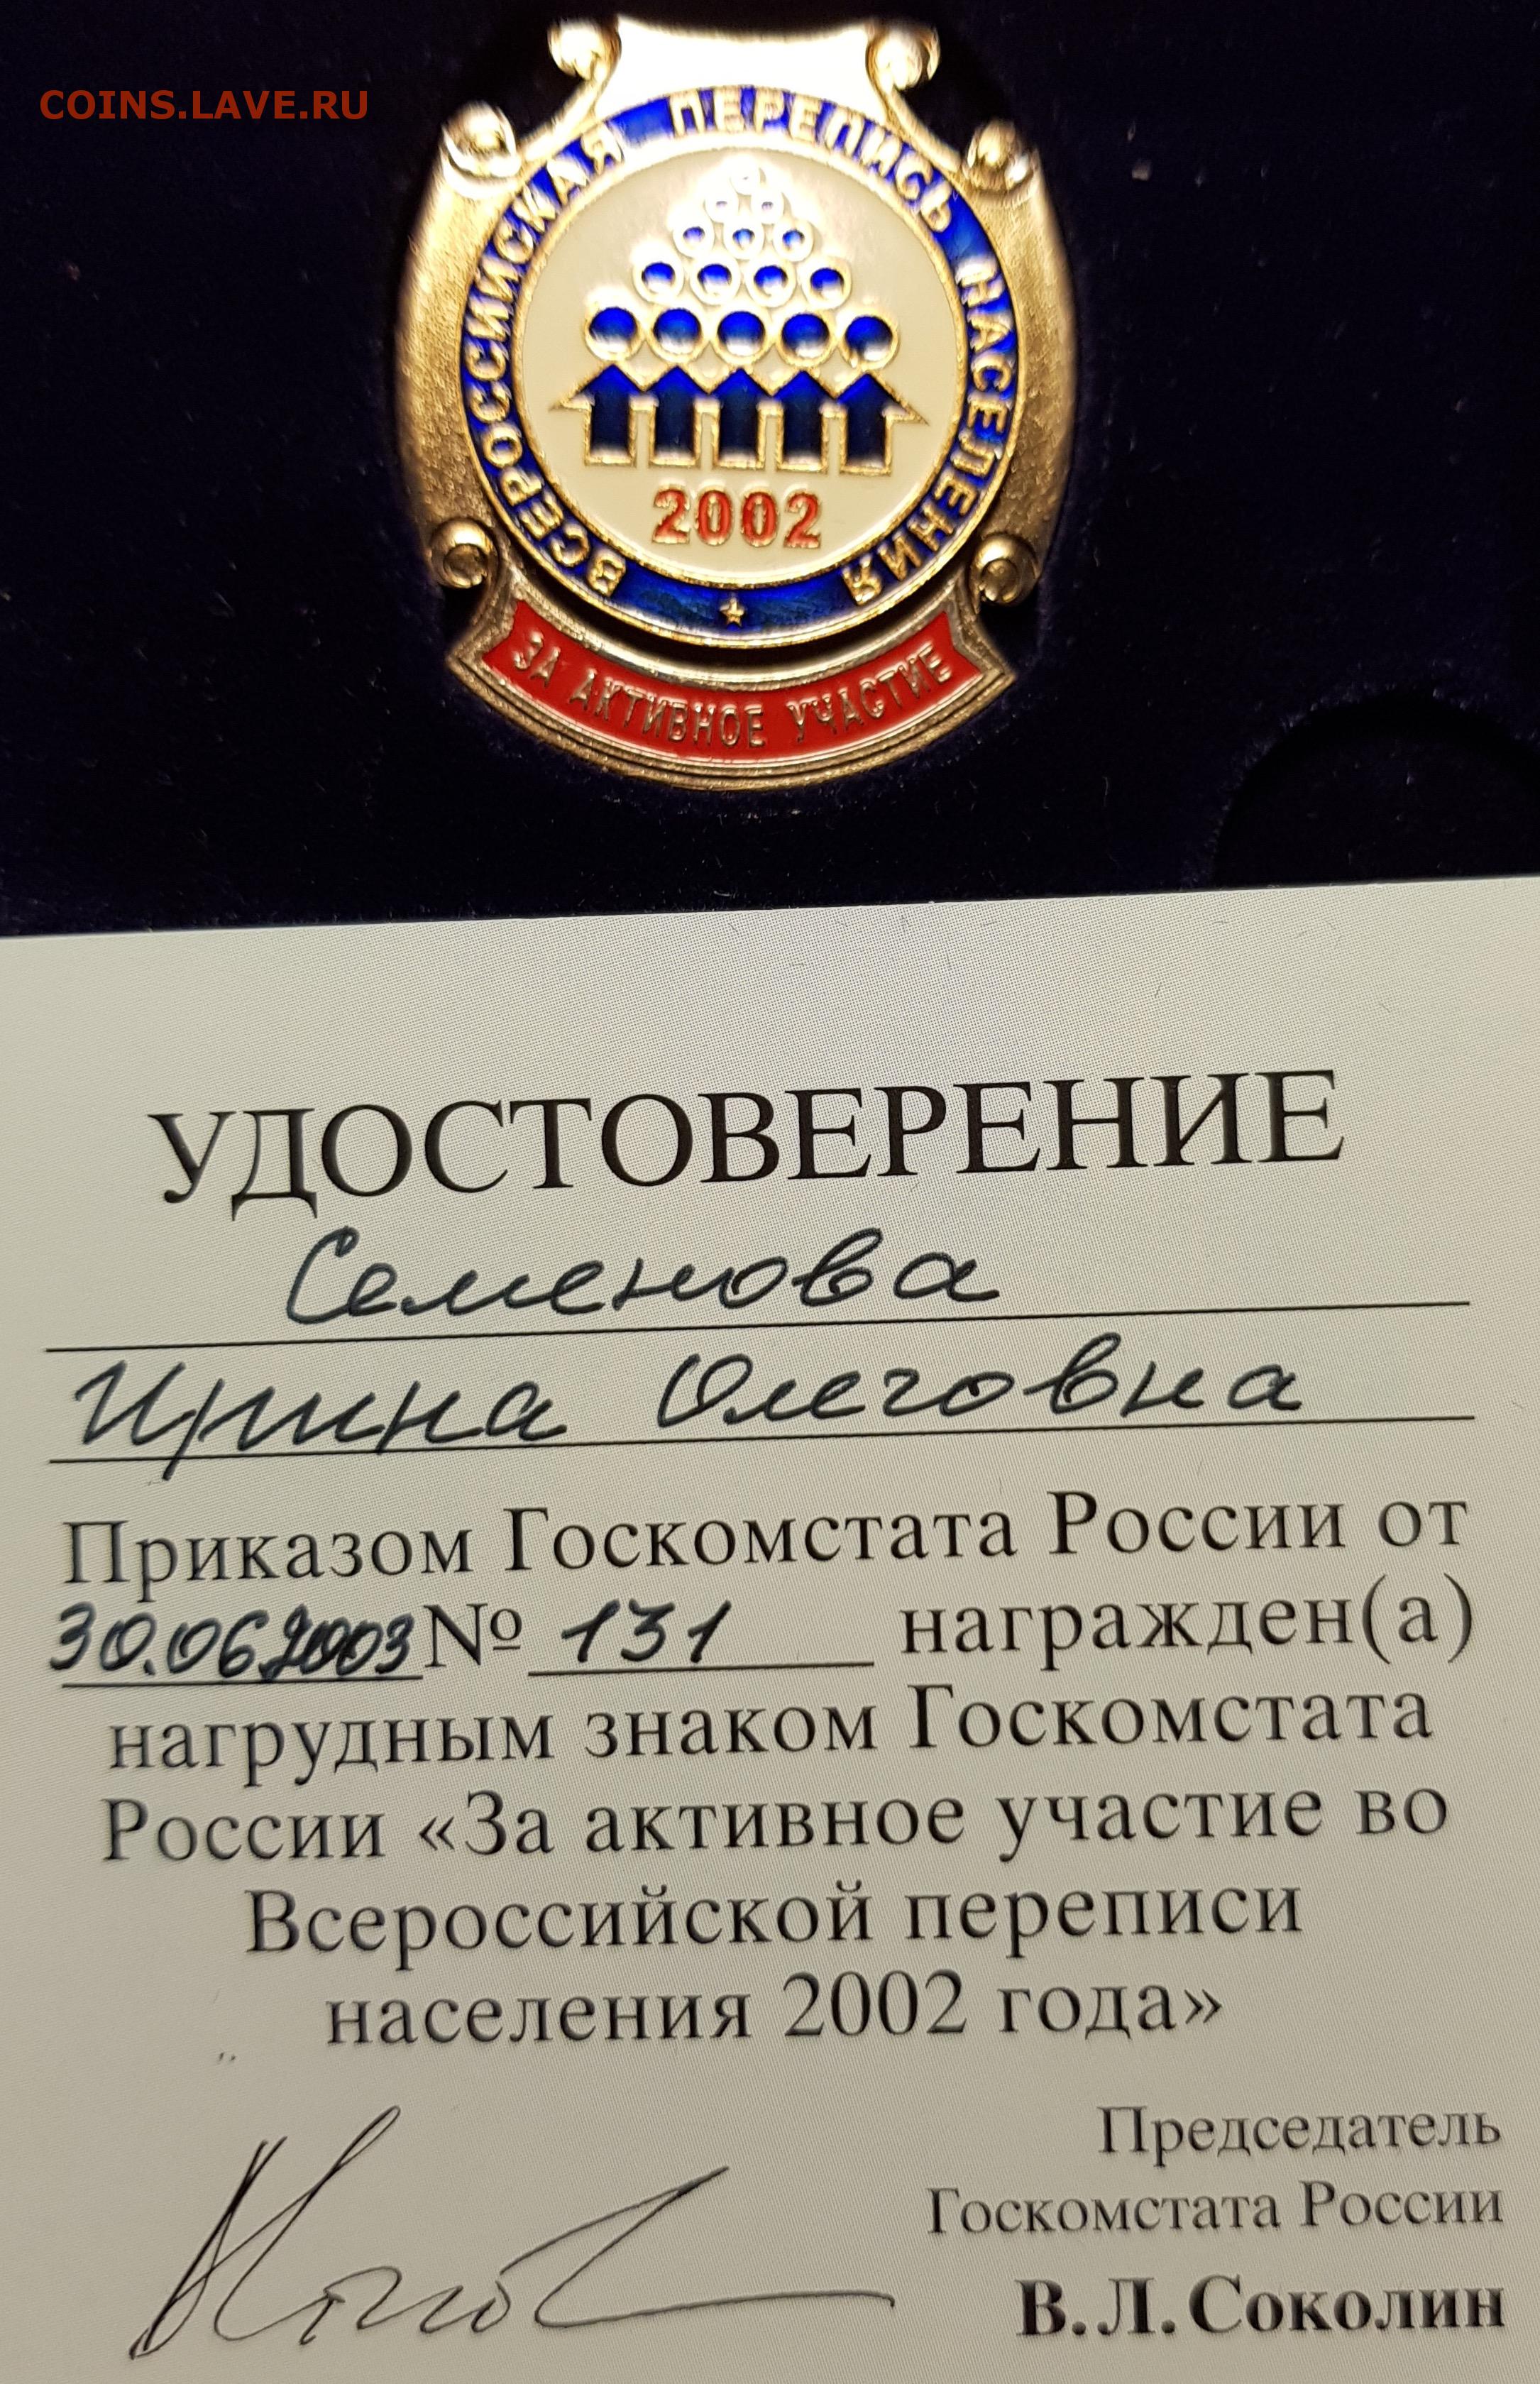 COINS.LAVE.RU
ВСЕРОССИЙСКАЯ ПЕРЕПИСЬ НАСЕЛЕНИЯ
2002
ЗА АКТИВНОЕ УЧАСТИЕ
УДОСТОВЕРЕНИЕ
Семенова
Ирина Олеговна
Приказом Госкомстата России от
30.06.2003 № 131 награжден(а)
нагрудным знаком Госкомстата
России «За активное участие во
Всероссийской переписи
населения 2002 года»
Председатель
Госкомстата России
В.Л.Соколин